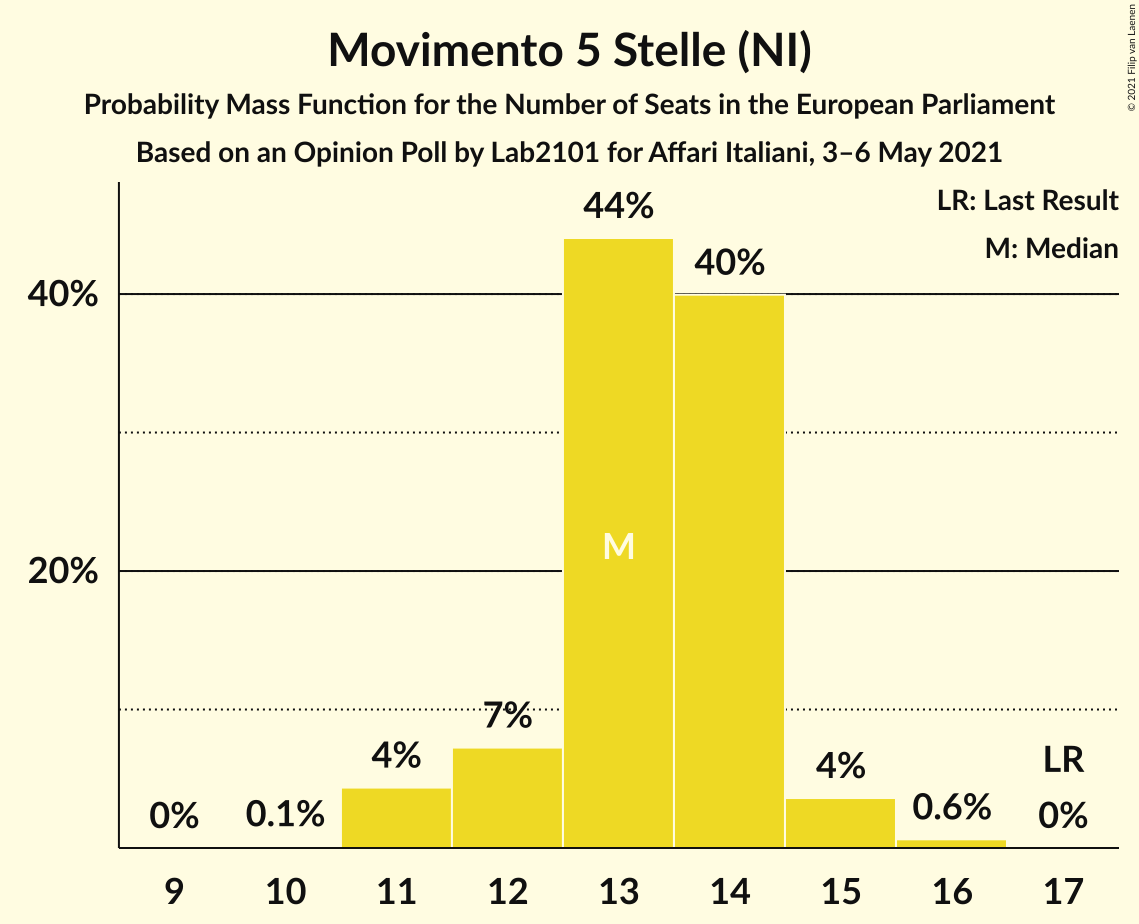 Movimento 5 Stelle (NI)
Probability Mass Function for the Number of Seats in the European Parliament
Based on an Opinion Poll by Lab2101 for Affari Italiani, 3–6 May 2021
© 2021 Filip van Laenen
LR: Last Result
M: Median
44%
40%
40%
M
20%
7%
4%
4%
LR
0%
0.1%
0.6%
0%
9 10 11 12 13 14 15 16 17